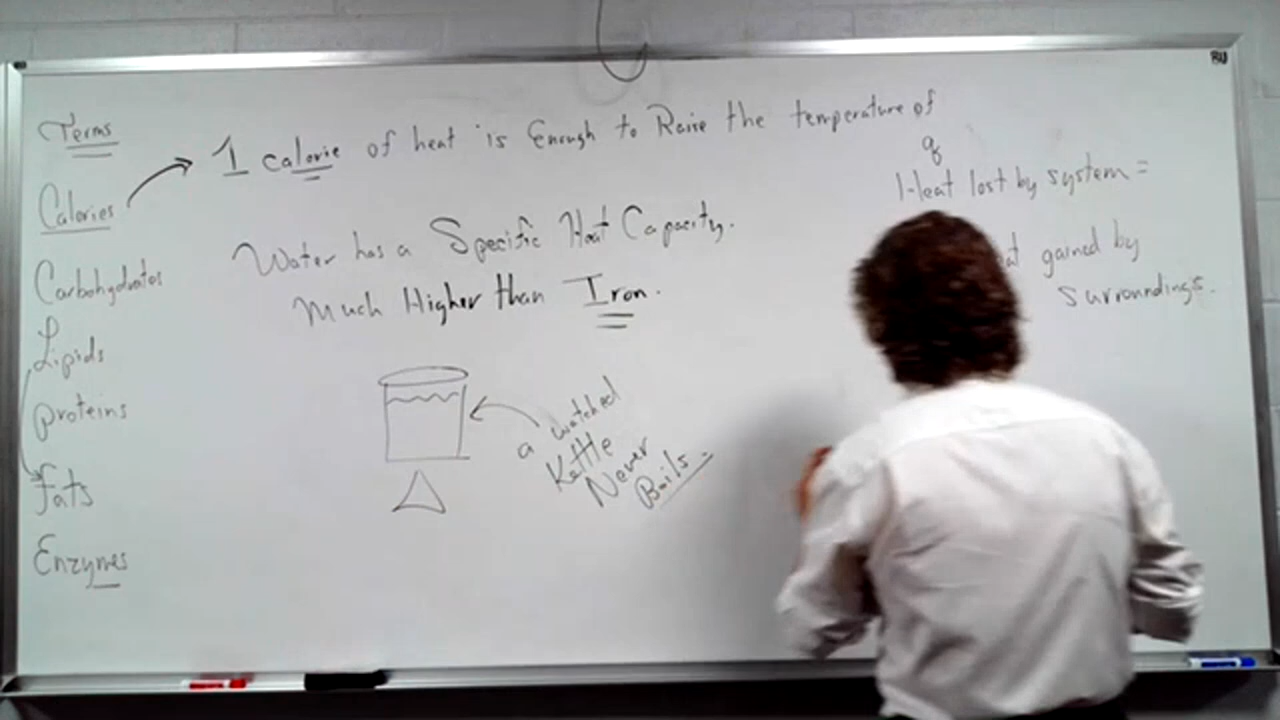 Terms
Calories
Carbohydrates
Lipids
Proteins
Fats
Enzymes
1 calorie of heat is Enough to Raise the temperature of
Water has a Specific Heat Capacity.
Much Higher than Iron.
a watched
Kettle
Never
Boils.
q
Heat lost by system =
at gained by
surroundings.
BU